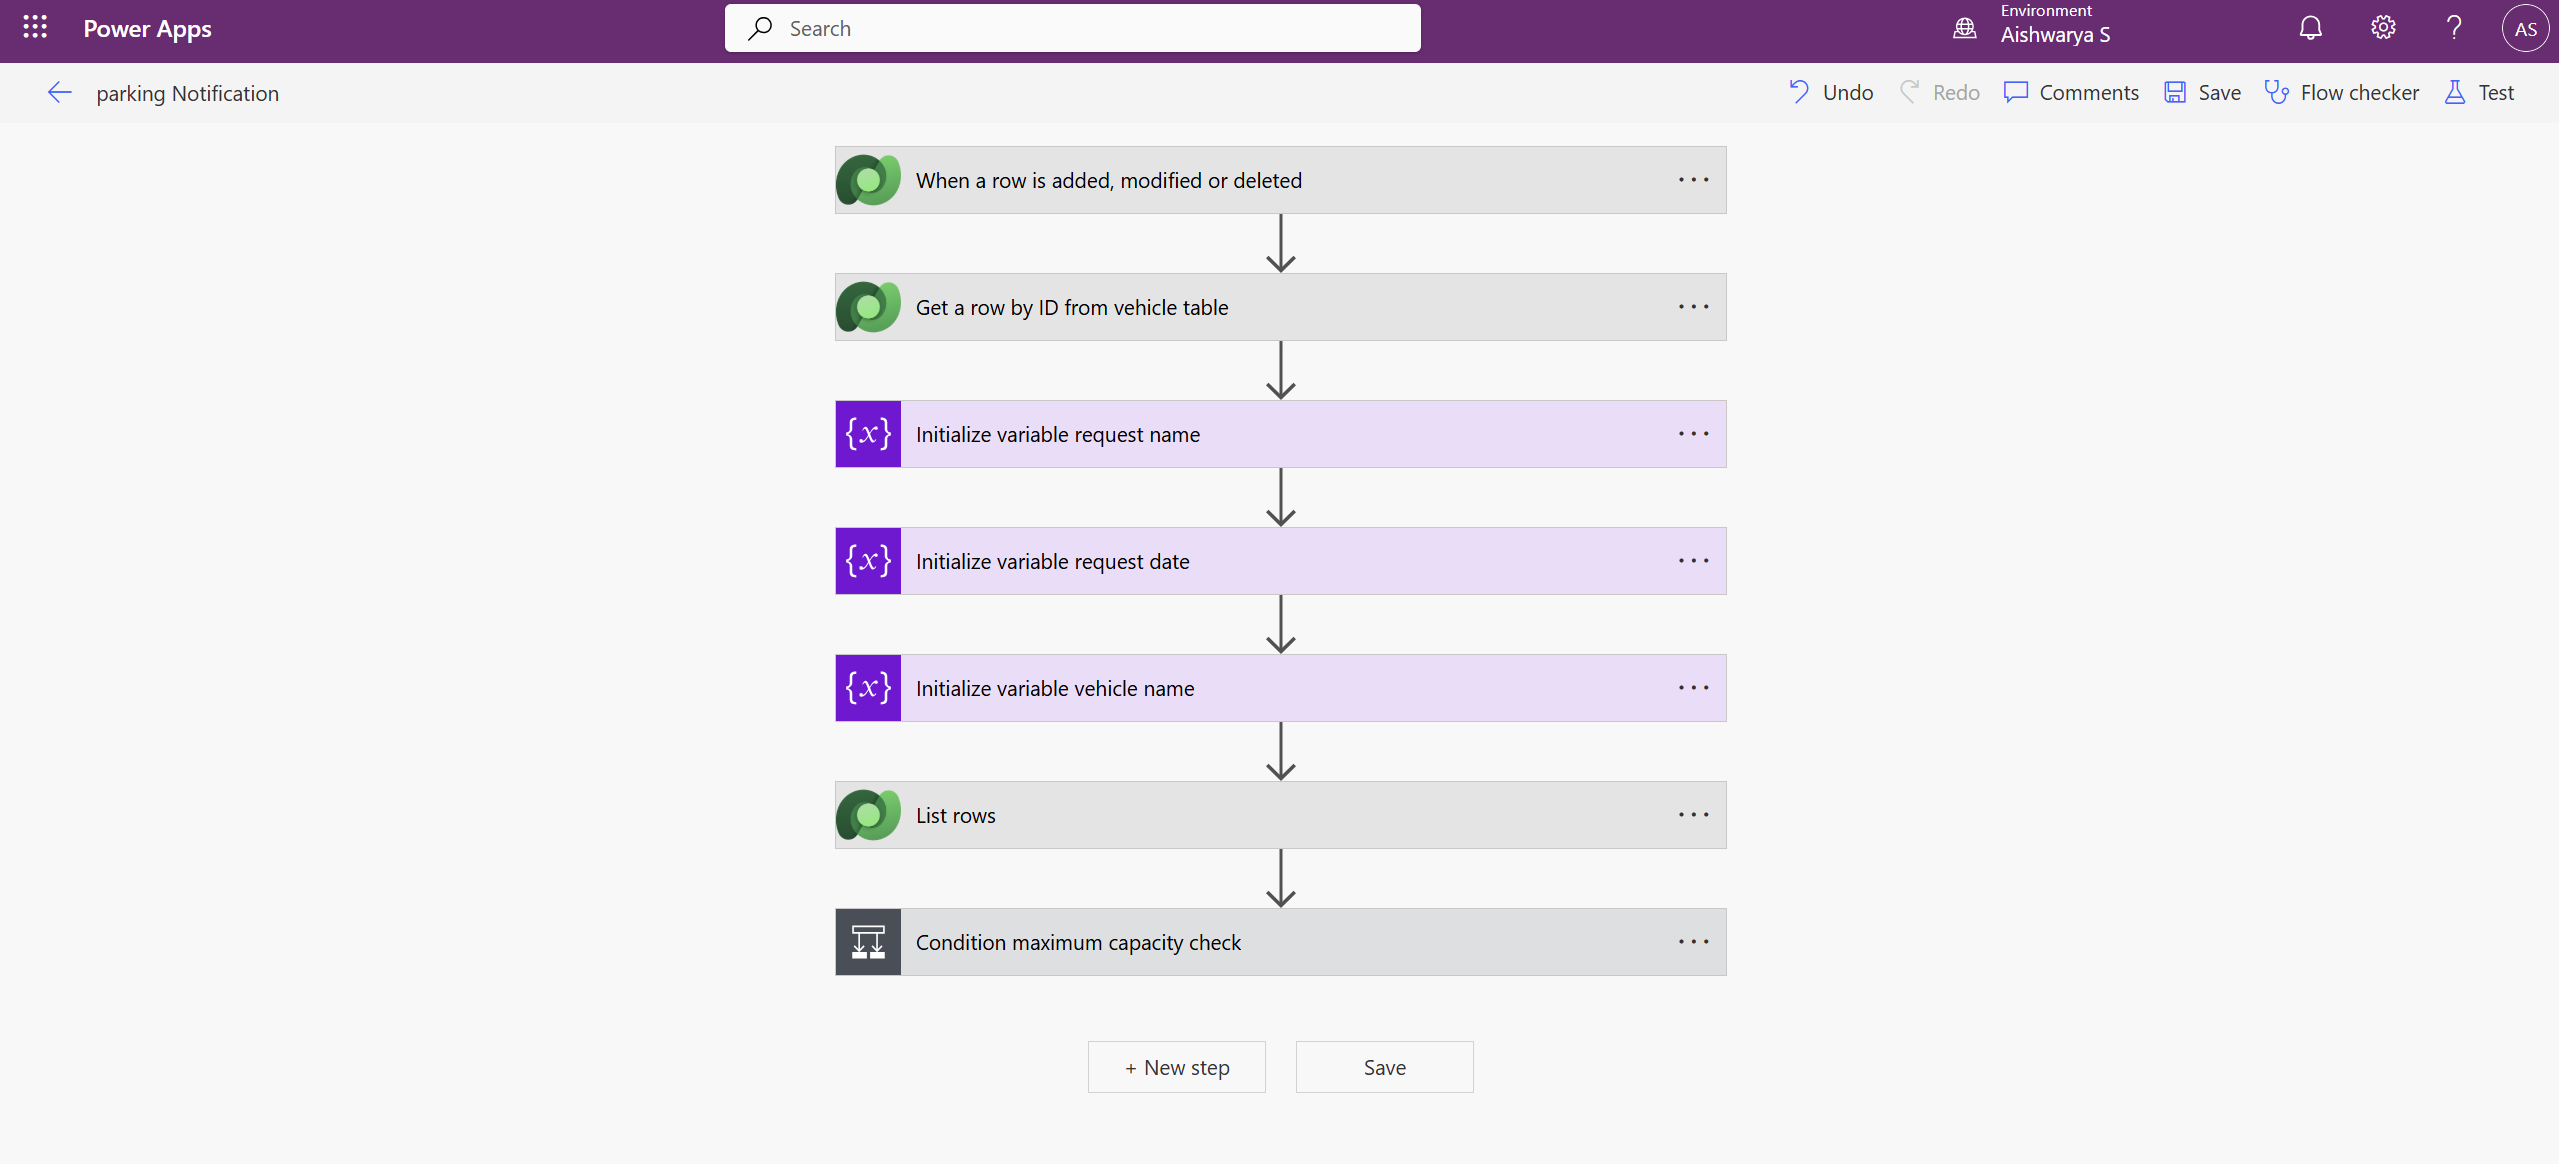 Power Apps
Search
Environment
Aishwarya S
AS
parking Notification
Undo
Redo
Comments
Save
Flow checker
Test
When a row is added, modified or deleted
Get a row by ID from vehicle table
{x} Initialize variable request name
{x} Initialize variable request date
{x} Initialize variable vehicle name
List rows
Condition maximum capacity check
+ New step
Save